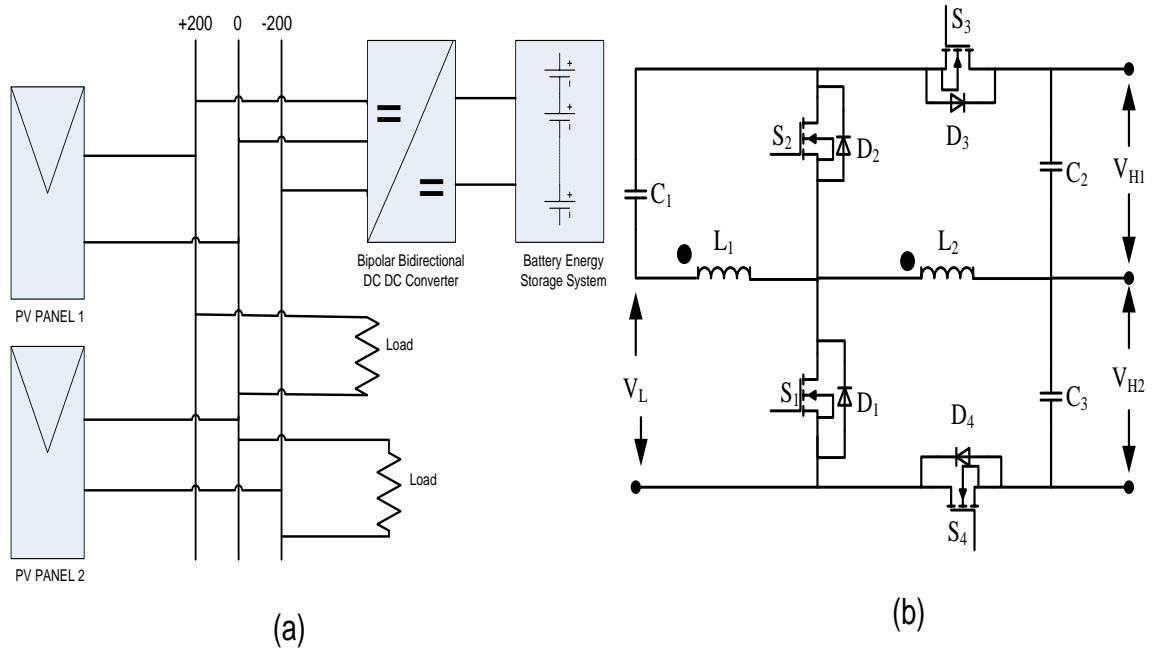 +200 0 -200
PV PANEL 1
PV PANEL 2
Bipolar Bidirectional
DC DC Converter
Battery Energy
Storage System
+
−
+
−
+
−
Load
Load
(a)
S3
D3
S2
D2
C1
C2
VH1
L1
L2
VL
S1
D1
C3
VH2
D4
S4
(b)